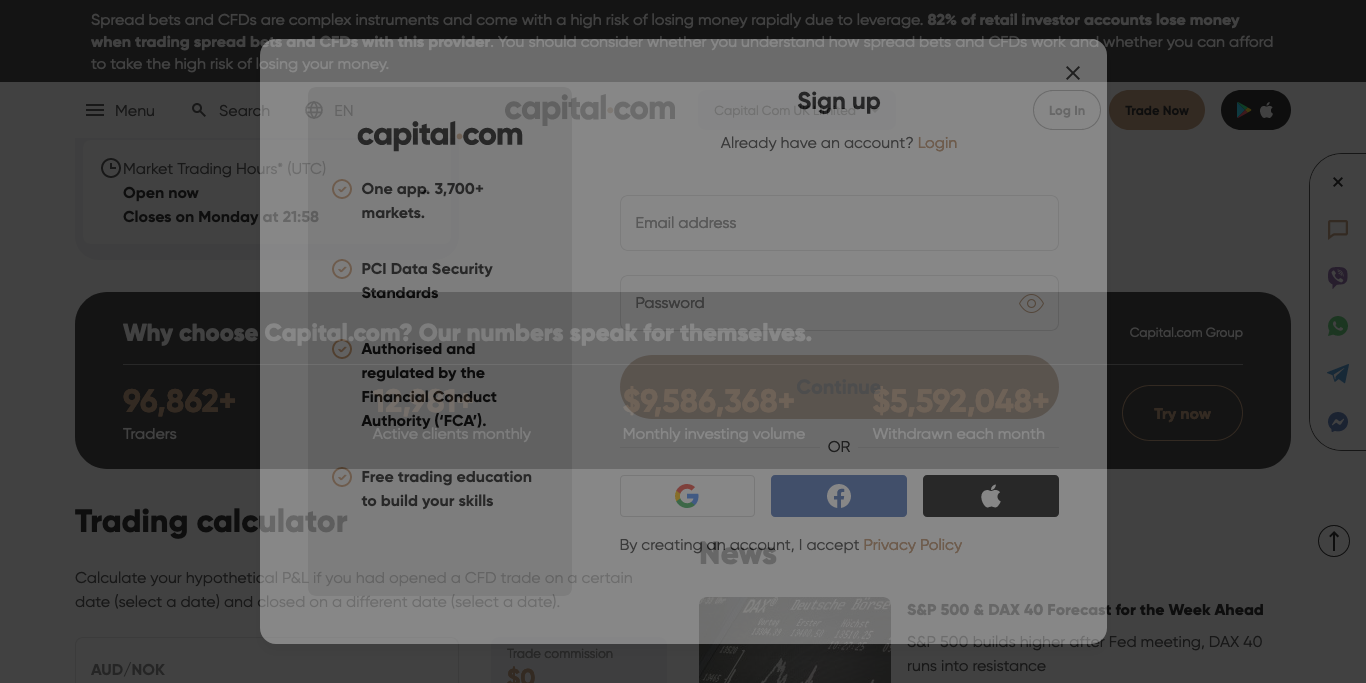 Spread bets and CFDs are complex instruments and come with a high risk of losing money rapidly due to leverage. 82% of retail investor accounts lose money
when trading spread bets and CFDs with this provider. You should consider whether you understand how spread bets and CFDs work and whether you can afford
to take the high risk of losing your money.
Menu
Search
EN
capital.com
Capital Com UK Limited
Log In
Trade Now
Market Trading Hours* (UTC)
Open now
Closes on Monday at 21:58
Why choose Capital.com? Our numbers speak for themselves.
Capital.com Group
96,862+
Traders
Active clients monthly
$9,586,368+
Monthly investing volume
$5,592,048+
Withdrawn each month
Try now
Trading calculator
Calculate your hypothetical P&L if you had opened a CFD trade on a certain
date (select a date) and closed on a different date (select a date).
AUD/NOK
Trade commission
$0
News
DAX Deutsche Börse
S&P 500 & DAX 40 Forecast for the Week Ahead
S&P 500 builds higher after Fed meeting, DAX 40
runs into resistance
capital.com
One app. 3,700+
markets.
PCI Data Security
Standards
Authorised and
regulated by the
Financial Conduct
Authority (‘FCA’).
Free trading education
to build your skills
Sign up
Already have an account? Login
Email address
Password
Continue
OR
By creating an account, I accept Privacy Policy